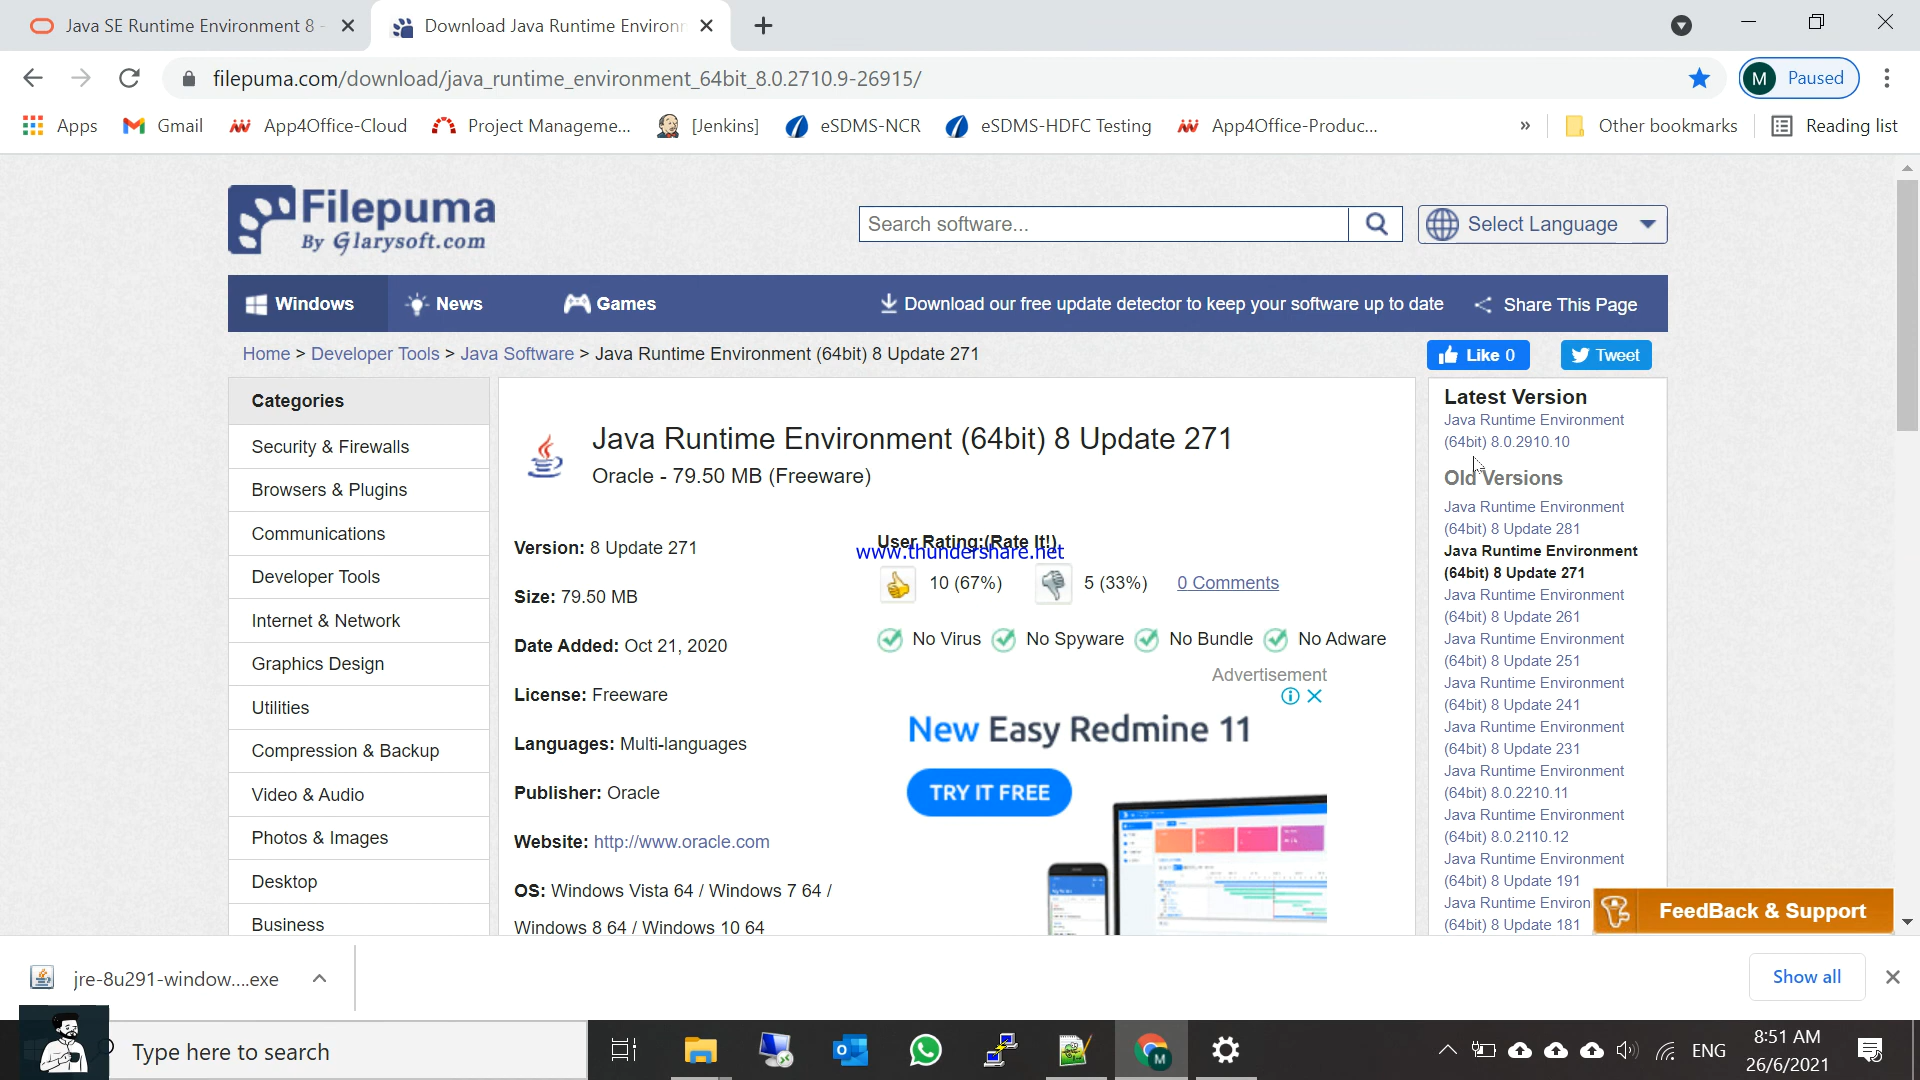 Java SE Runtime Environment 8 -
Download Java Runtime Environ
filepuma.com/download/java_runtime_environment_64bit_8.0.2710.9-26915/
M Paused
Apps
Gmail
App4Office-Cloud
Project Manageme...
[Jenkins]
eSDMS-NCR
eSDMS-HDFC Testing
App4Office-Produc...
»
Other bookmarks
Reading list
Filepuma
By Glarysoft.com
Search software...
Select Language
Windows
News
Games
Download our free update detector to keep your software up to date
Share This Page
Home > Developer Tools > Java Software > Java Runtime Environment (64bit) 8 Update 271
Like 0
Tweet
Categories
Security & Firewalls
Browsers & Plugins
Communications
Developer Tools
Internet & Network
Graphics Design
Utilities
Compression & Backup
Video & Audio
Photos & Images
Desktop
Business
Java Runtime Environment (64bit) 8 Update 271
Oracle - 79.50 MB (Freeware)
Version: 8 Update 271
Size: 79.50 MB
Date Added: Oct 21, 2020
License: Freeware
Languages: Multi-languages
Publisher: Oracle
Website: http://www.oracle.com
OS: Windows Vista 64 / Windows 7 64 /
Windows 8 64 / Windows 10 64
User Rating:(Rate It!)
www.thundershare.net
10 (67%)
5 (33%)
0 Comments
No Virus
No Spyware
No Bundle
No Adware
Advertisement
New Easy Redmine 11
TRY IT FREE
Latest Version
Java Runtime Environment
(64bit) 8.0.2910.10
Old Versions
Java Runtime Environment
(64bit) 8 Update 281
Java Runtime Environment
(64bit) 8 Update 271
Java Runtime Environment
(64bit) 8 Update 261
Java Runtime Environment
(64bit) 8 Update 251
Java Runtime Environment
(64bit) 8 Update 241
Java Runtime Environment
(64bit) 8 Update 231
Java Runtime Environment
(64bit) 8.0.2210.11
Java Runtime Environment
(64bit) 8.0.2110.12
Java Runtime Environment
(64bit) 8 Update 191
Java Runtime Environ
(64bit) 8 Update 181
FeedBack & Support
jre-8u291-window....exe
Show all
Type here to search
ENG
8:51 AM
26/6/2021